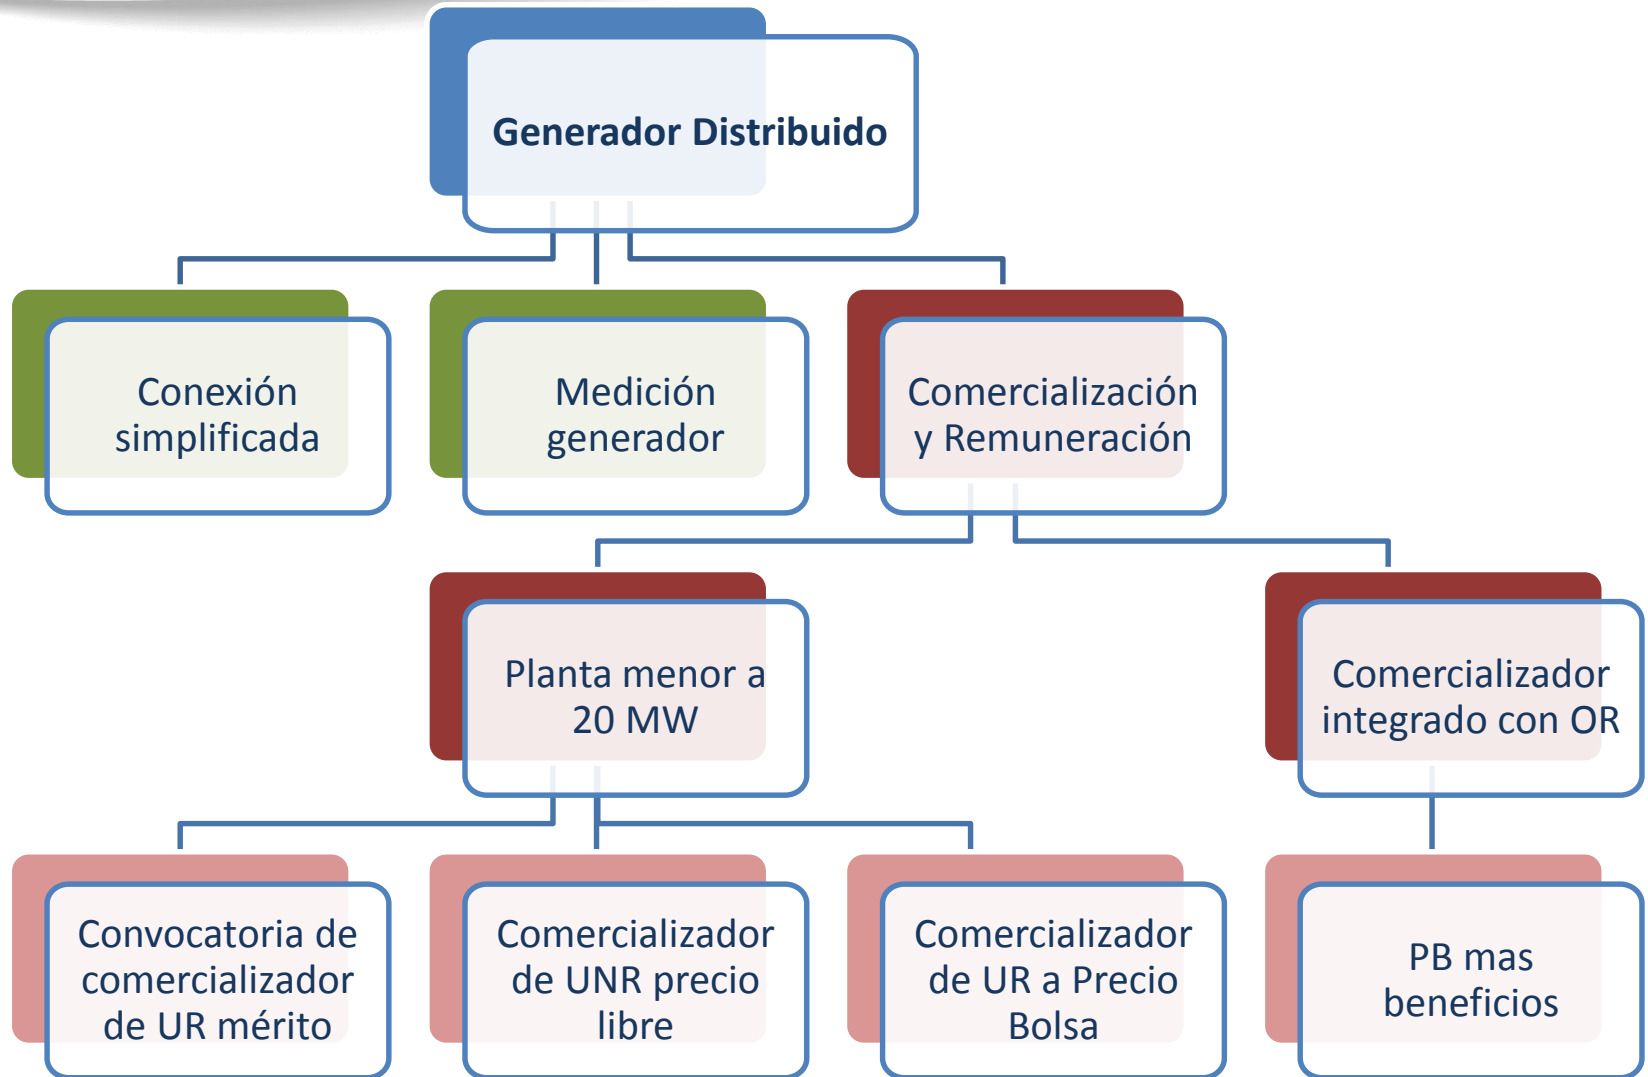 Generador Distribuido
Conexión
simplificada
Medición
generador
Comercialización
y Remuneración
Planta menor a
20 MW
Comercializador
integrado con OR
Convocatoria de
comercializador
de UR mérito
Comercializador
de UNR precio
libre
Comercializador
de UR a Precio
Bolsa
PB mas
beneficios